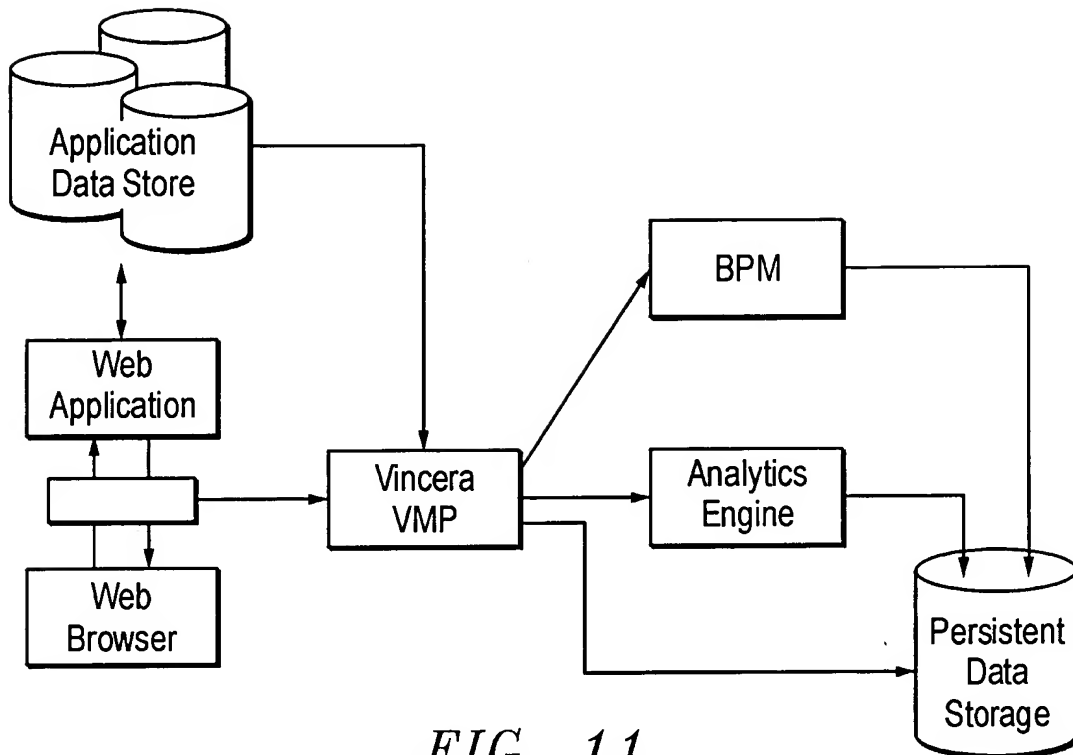 Application
Data Store
Web
Application
Web
Browser
Vincera
VMP
BPM
Analytics
Engine
Persistent
Data
Storage
FIG. 11